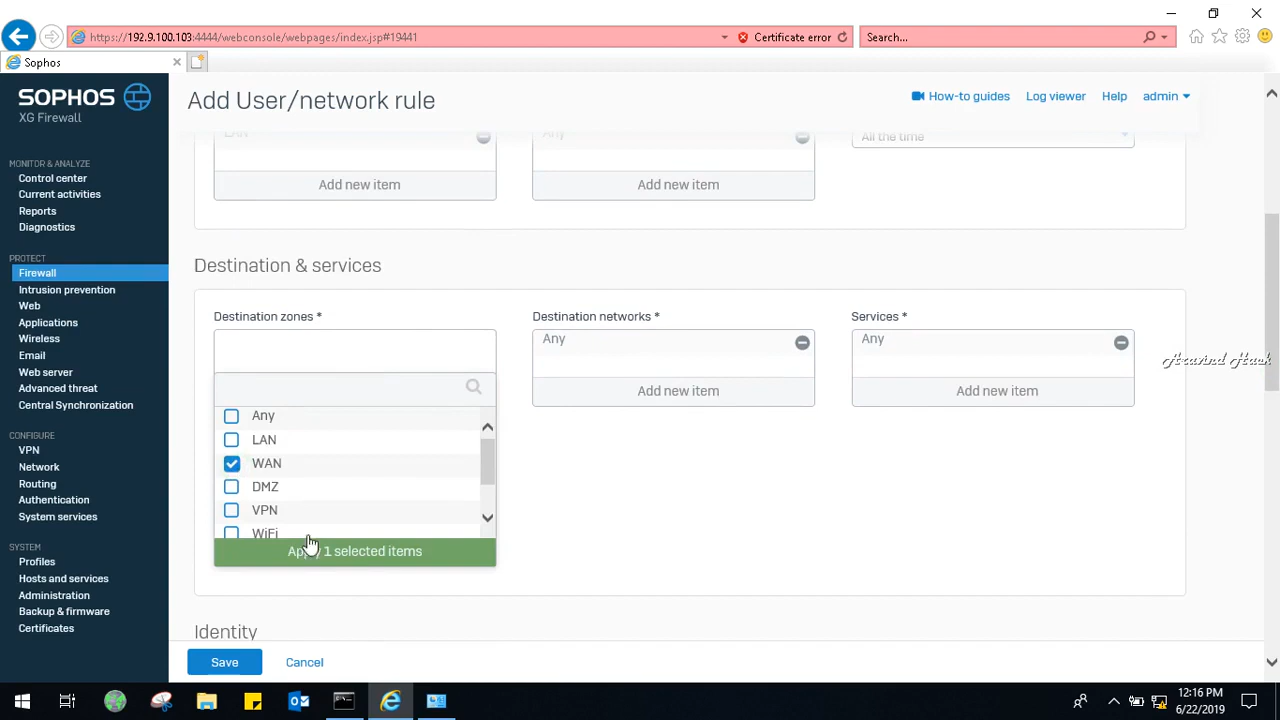 https://192.9.100.103:4444/webconsole/webpages/index.jsp#19441
Certificate error
Search...
Sophos
SOPHOS
XG Firewall
Add User/network rule
How-to guides
Log viewer
Help
admin
MONITOR & ANALYZE
Control center
Current activities
Reports
Diagnostics
PROTECT
Firewall
Intrusion prevention
Web
Applications
Wireless
Email
Web server
Advanced threat
Central Synchronization
CONFIGURE
VPN
Network
Routing
Authentication
System services
SYSTEM
Profiles
Hosts and services
Administration
Backup & firmware
Certificates
LAN
Any
All the time
Add new item
Add new item
Destination & services
Destination zones *
Destination networks *
Services *
Any
Any
Add new item
Add new item
Any
LAN
WAN
DMZ
VPN
WiFi
Apply 1 selected items
Aravind Hack
Identity
Save
Cancel
12:16 PM
6/22/2019